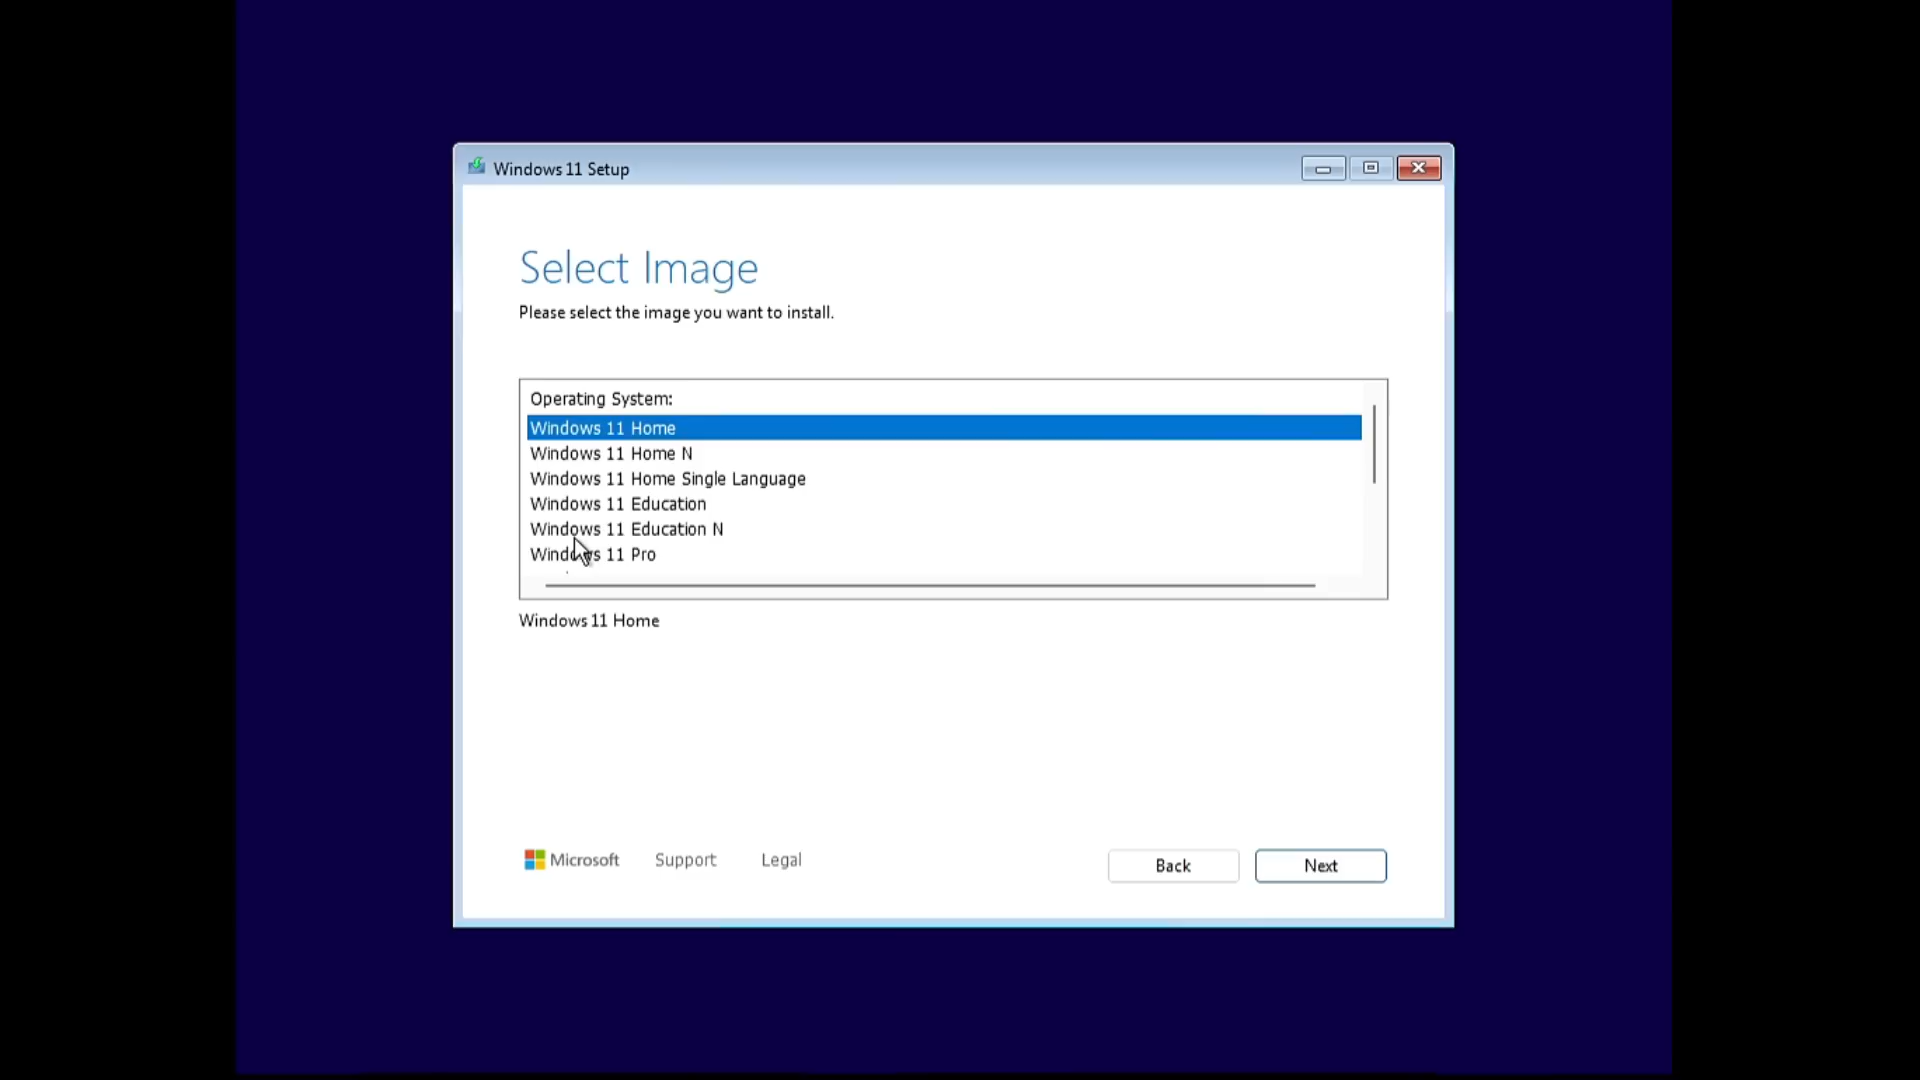 Windows 11 Setup
Select Image
Please select the image you want to install.
Operating System:
Windows 11 Home
Windows 11 Home N
Windows 11 Home Single Language
Windows 11 Education
Windows 11 Education N
Windows 11 Pro
Windows 11 Home
Microsoft Support Legal Back Next